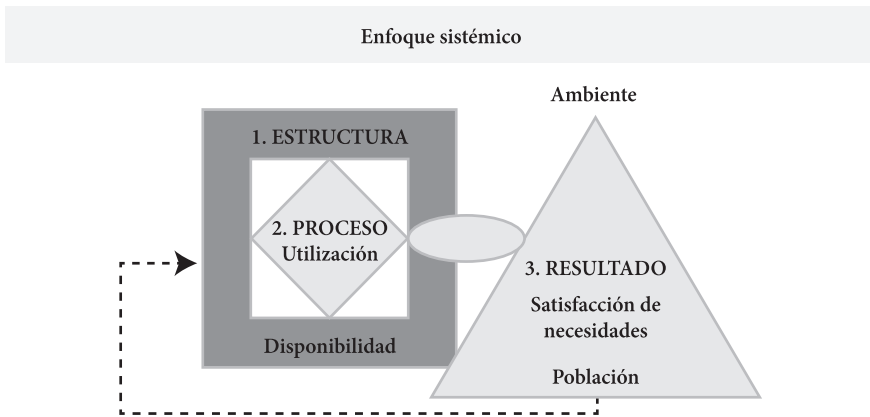 Enfoque sistémico
Ambiente
1. ESTRUCTURA
2. PROCESO
Utilización
3. RESULTADO
Satisfacción de
necesidades
Disponibilidad
Población